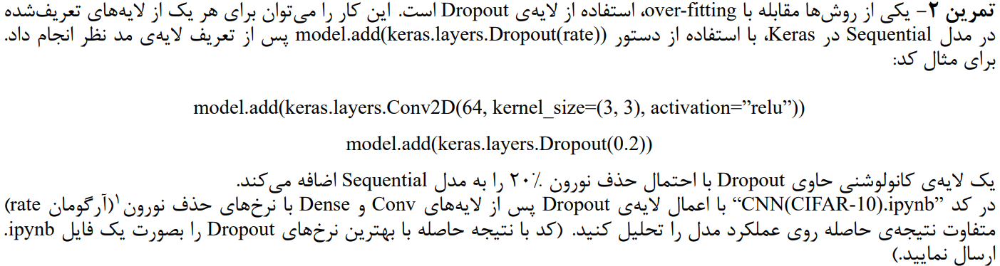 تمرین ۲- یکی از روش‌ها مقابله با over-fitting، استفاده از لایه‌ی Dropout است. این کار را می‌توان برای هر یک از لایه‌های تعریف‌شده
در مدل Sequential در Keras، با استفاده از دستور model.add(keras.layers.Dropout(rate)) پس از تعریف لایه‌ی مد نظر انجام داد.
برای مثال کد:
model.add(keras.layers.Conv2D(64, kernel_size=(3, 3), activation=”relu”))
model.add(keras.layers.Dropout(0.2))
یک لایه‌ی کانولوشنی حاوی Dropout با احتمال حذف نورون ۲۰٪ را به مدل Sequential اضافه می‌کند.
در کد “CNN(CIFAR-10).ipynb” با اعمال لایه‌ی Dropout پس از لایه‌های Conv و Dense با نرخ‌های حذف نورون۱(آرگومان rate)
متفاوت نتیجه‌ی حاصله روی عملکرد مدل را تحلیل کنید. (کد با نتیجه حاصله با بهترین نرخ‌های Dropout را بصورت یک فایل .ipynb
ارسال نمایید.)